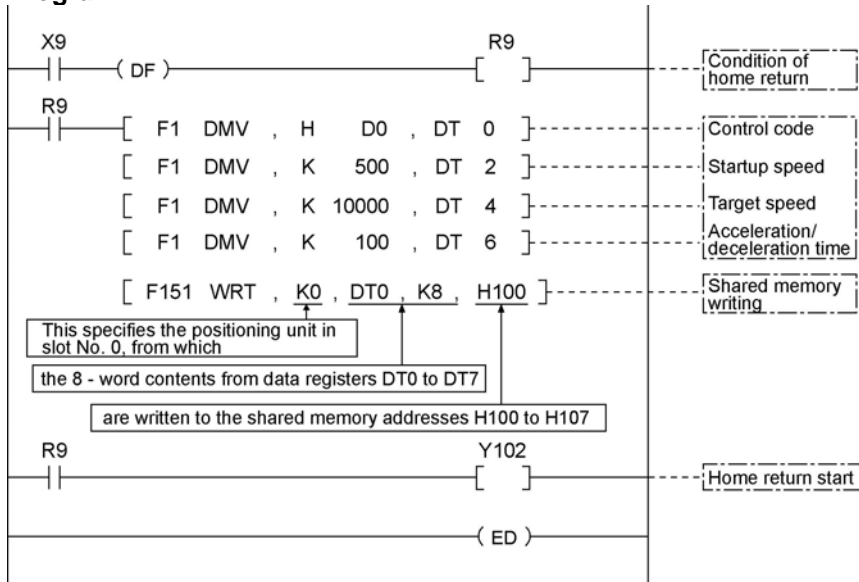 X9 R9
( DF ) [ ] Condition of
home return
R9
[ F1 DMV , H D0 , DT 0 ] Control code
[ F1 DMV , K 500 , DT 2 ] Startup speed
[ F1 DMV , K 10000 , DT 4 ] Target speed
[ F1 DMV , K 100 , DT 6 ] Acceleration/
deceleration time
[ F151 WRT , K0 , DT0 , K8 , H100 ] Shared memory
writing
This specifies the positioning unit in
slot No. 0, from which
the 8 - word contents from data registers DT0 to DT7
are written to the shared memory addresses H100 to H107
R9 Y102
[ ] Home return start
( ED )